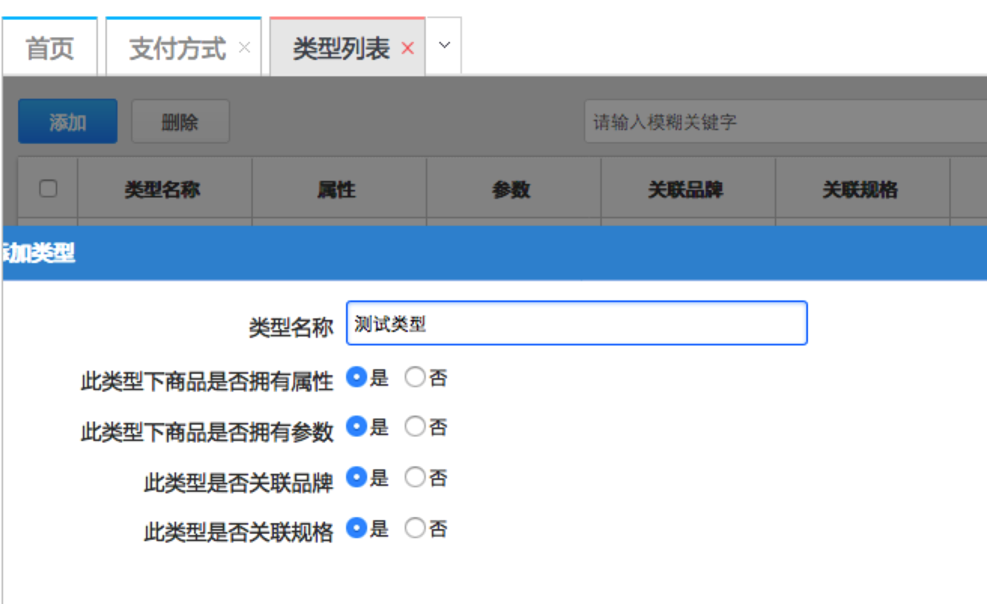 首页 支付方式 × 类型列表 ×
添加 删除 请输入模糊关键字
类型名称 属性 参数 关联品牌 关联规格
添加类型
类型名称 测试类型
此类型下商品是否拥有属性 是 否
此类型下商品是否拥有参数 是 否
此类型是否关联品牌 是 否
此类型是否关联规格 是 否